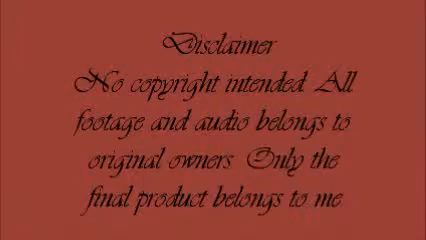 Disclaimer
No copyright intended. All
footage and audio belongs to
original owners. Only the
final product belongs to me